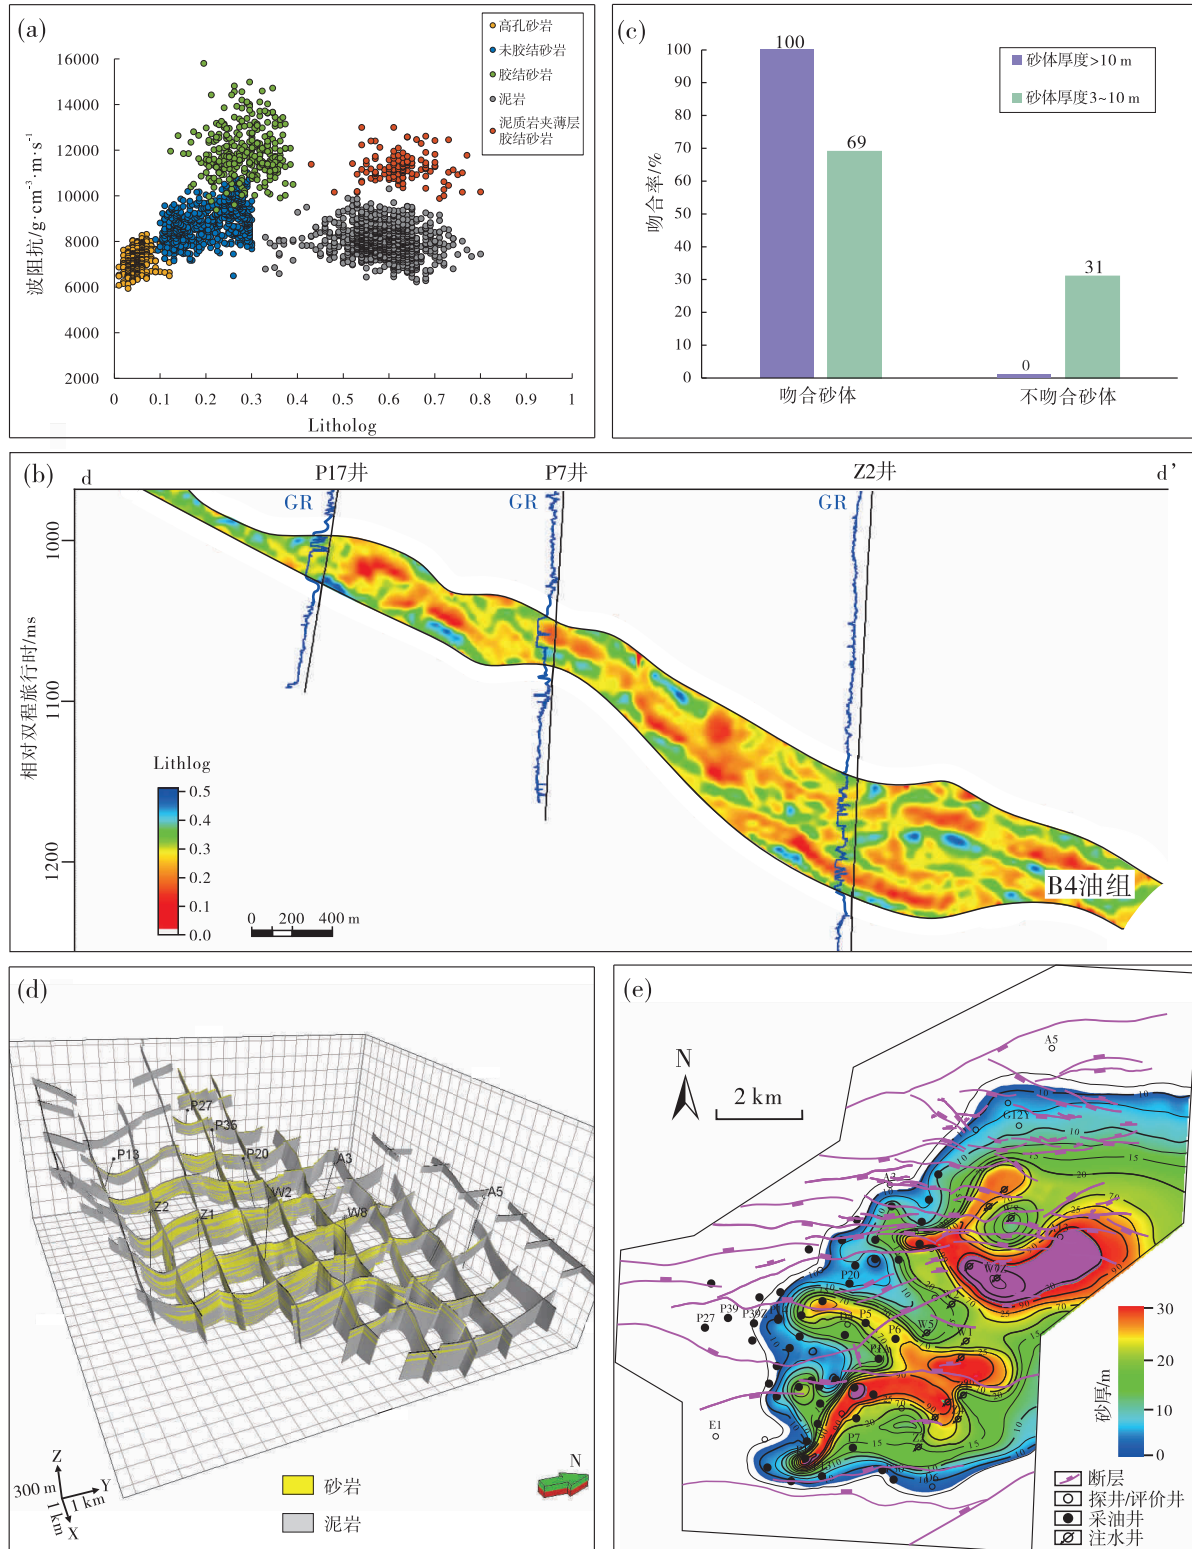 (a)
高孔砂岩
未胶结砂岩
胶结砂岩
泥岩
泥质岩夹薄层
胶结砂岩
16000
14000
12000
10000
8000
6000
4000
2000
波阻抗/g·cm⁻³·m·s⁻¹
0 0.1 0.2 0.3 0.4 0.5 0.6 0.7 0.8 0.9 1
Litholog
(c)
砂体厚度>10 m
砂体厚度3~10 m
100
90
80
70
60
50
40
30
20
10
0
吻合率/%
100
69
0
31
吻合砂体 不吻合砂体
(b)
d P17井 P7井 Z2井 d’
GR GR GR
1000
1100
1200
相对双程旅行时/ms
Lithlog
0.5
0.4
0.3
0.2
0.1
0.0
0 200 400 m
B4油组
(d)
P27
P35
P13
P20
A3
Z2
Z1
W2
W8
A5
Z
Y
X
300 m
1 km
1 km
N
砂岩
泥岩
(e)
N
2 km
A5
G12Y
P20
P39
P27
P5
P6
W5
W1
E1
P7
30
20
10
0
砂厚/m
断层
探井/评价井
采油井
注水井